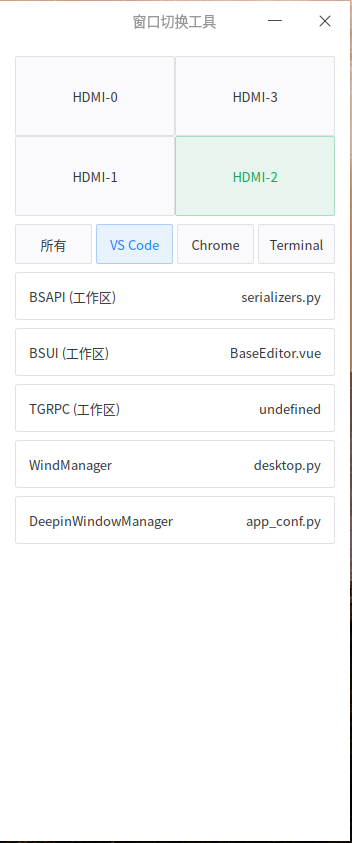 窗口切换工具
HDMI-0 HDMI-3
HDMI-1 HDMI-2
所有 VS Code Chrome Terminal
BSAPI (工作区) serializers.py
BSUI (工作区) BaseEditor.vue
TGRPC (工作区) undefined
WindManager desktop.py
DeepinWindowManager app_conf.py